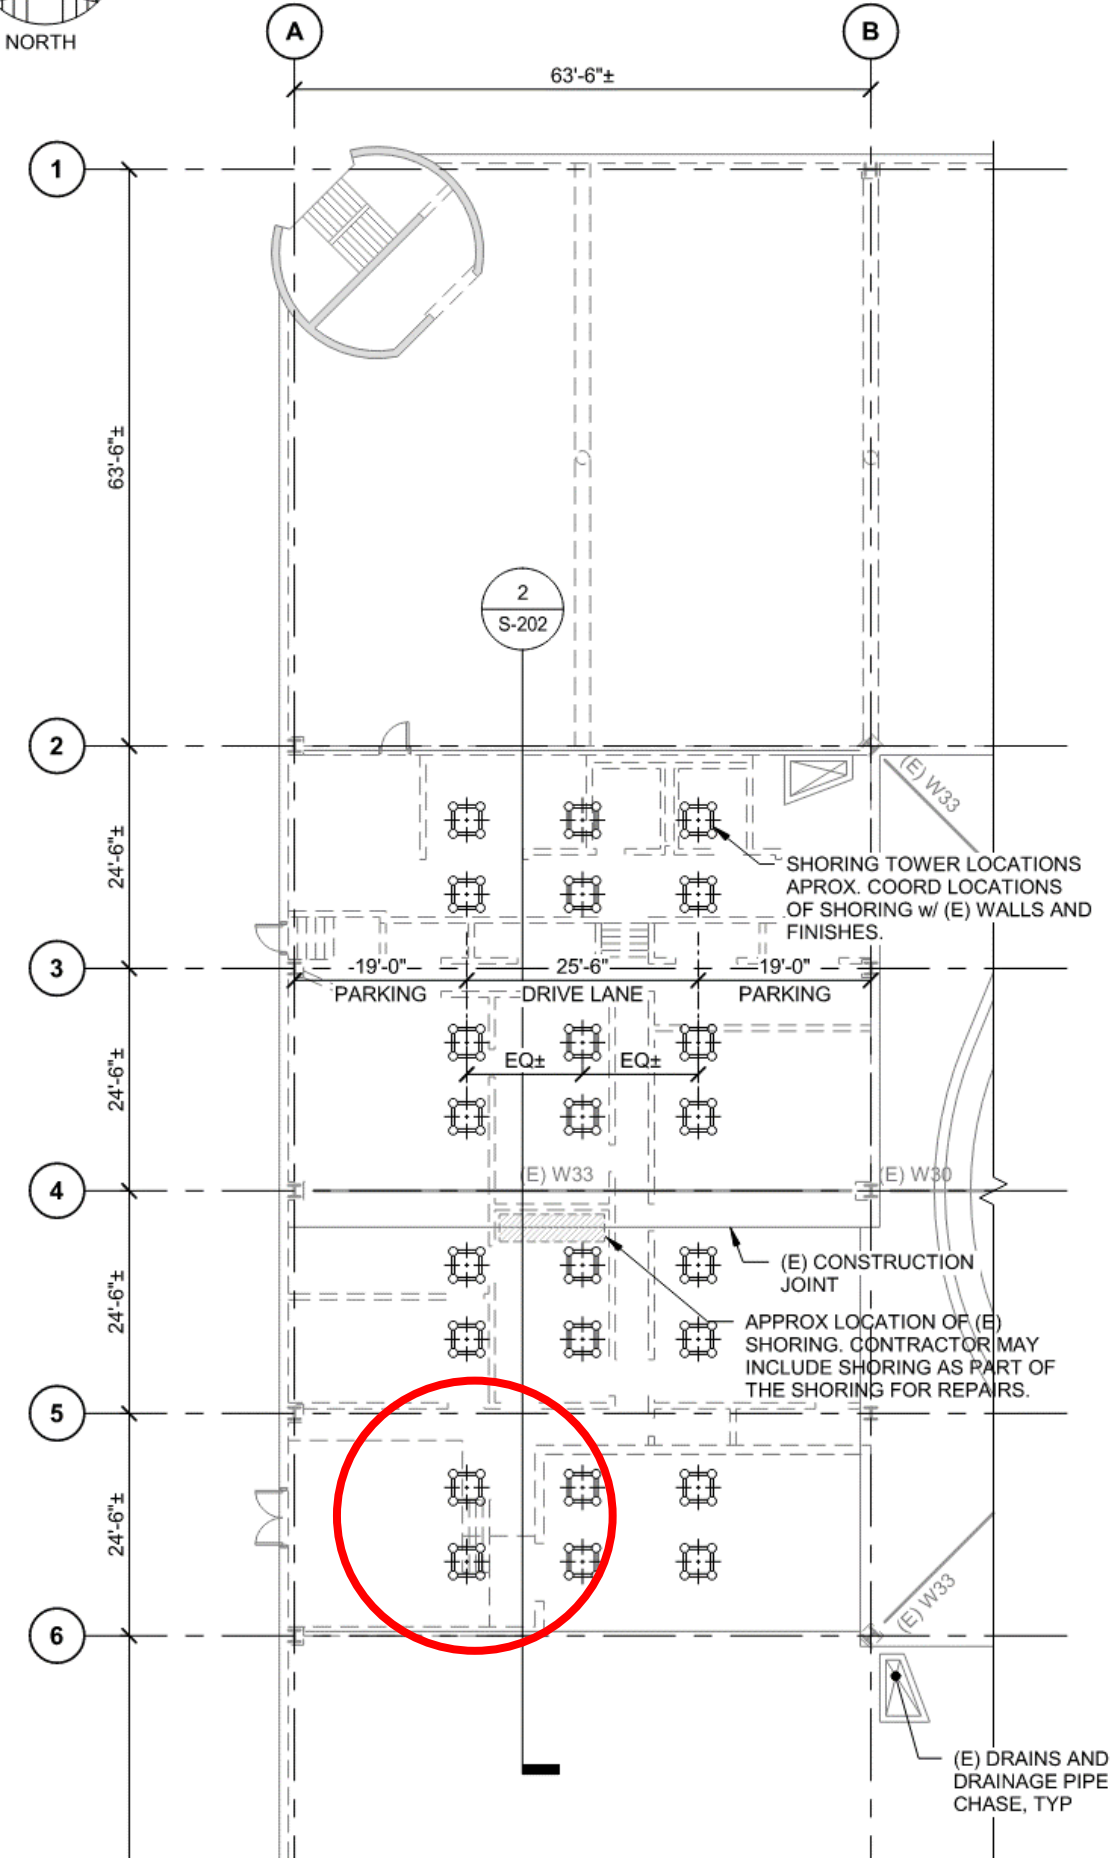 NORTH
A
B
63'-6"±
1
63'-6"±
2
S-202
2
(E) W33
24'-6"±
SHORING TOWER LOCATIONS
APROX. COORD LOCATIONS
OF SHORING w/ (E) WALLS AND
FINISHES.
3
19'-0"
25'-6"
19'-0"
PARKING
DRIVE LANE
PARKING
24'-6"±
EQ±
EQ±
4
(E) W33
(E) W30
(E) CONSTRUCTION
JOINT
24'-6"±
APPROX LOCATION OF (E)
SHORING. CONTRACTOR MAY
INCLUDE SHORING AS PART OF
THE SHORING FOR REPAIRS.
5
24'-6"±
(E) W33
6
(E) DRAINS AND
DRAINAGE PIPE
CHASE, TYP